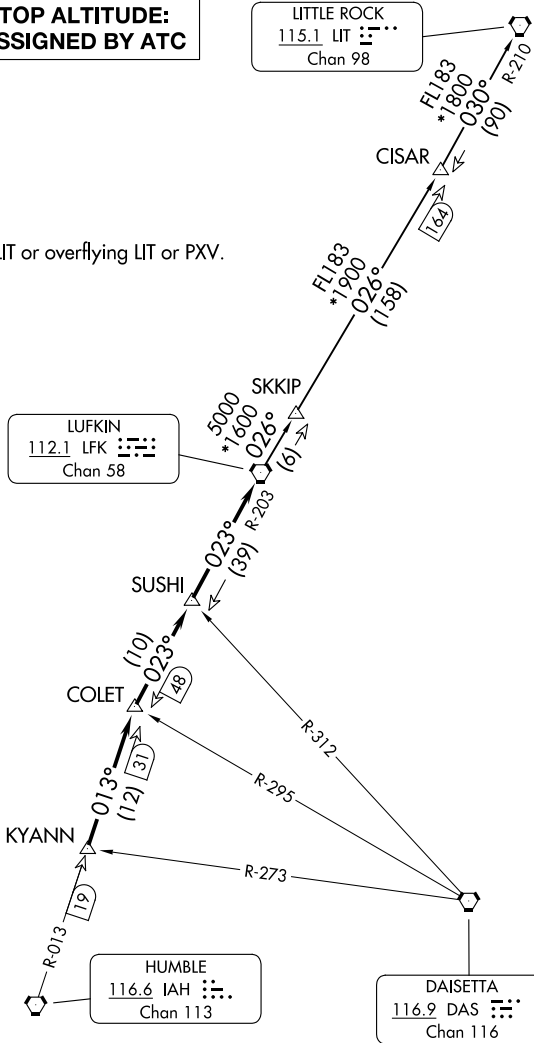 TOP ALTITUDE:
SSIGNED BY ATC
LITTLE ROCK
115.1 LIT
Chan 98
R-210
FL183
*1800
030°
(90)
CISAR
164
IT or overflying LIT or PXV.
FL183
*1900
026°
(158)
SKKIP
5000
*1600
026°
(6)
LUFKIN
112.1 LFK
Chan 58
R-203
023°
(39)
SUSHI
(10)
023°
48
COLET
R-312
31
013°
(12)
R-295
KYANN
R-273
19
R-013
HUMBLE
116.6 IAH
Chan 113
DAISETTA
116.9 DAS
Chan 116